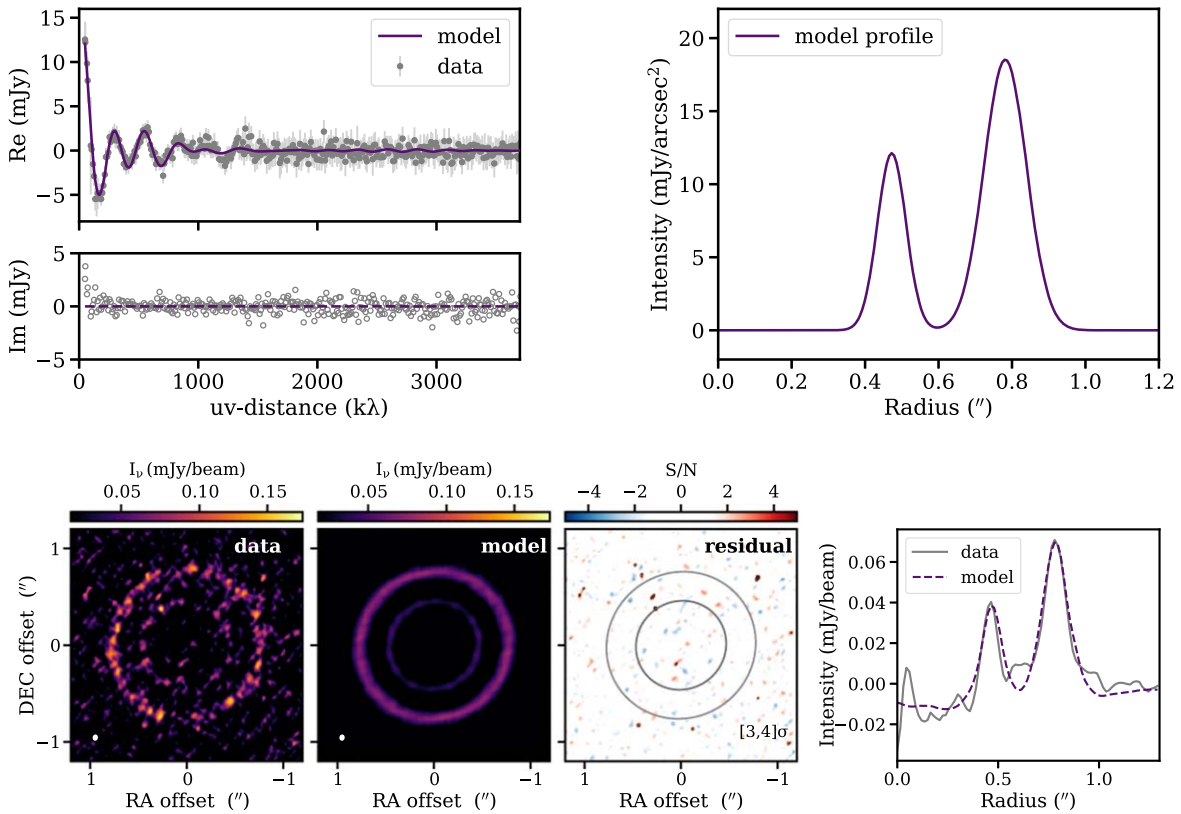 15
10
5
0
−5
Re (mJy)
model
data
5
0
−5
Im (mJy)
0 1000 2000 3000
uv-distance (kλ)
20
15
10
5
0
Intensity (mJy/arcsec²)
model profile
0.0 0.2 0.4 0.6 0.8 1.0 1.2
Radius (″)
Iν (mJy/beam)
0.05 0.10 0.15
data
1
0
−1
DEC offset (″)
1 0 −1
RA offset (″)
Iν (mJy/beam)
0.05 0.10 0.15
model
1 0 −1
RA offset (″)
S/N
−4 −2 0 2 4
residual
[3,4]σ
1 0 −1
RA offset (″)
0.06
0.04
0.02
0.00
−0.02
Intensity (mJy/beam)
data
model
0.0 0.5 1.0
Radius (″)